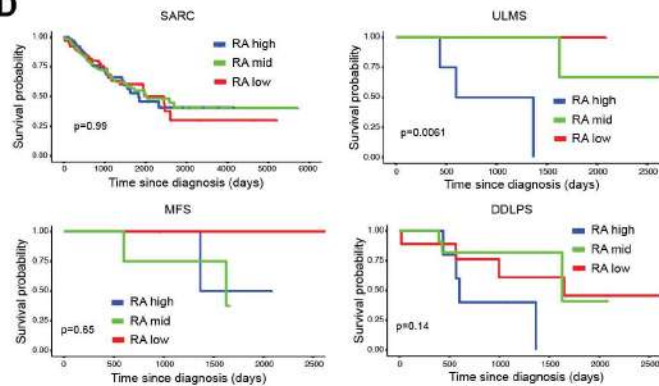 D
SARC
Survival probability
1.00
0.75
0.50
0.25
0.00
RA high
RA mid
RA low
p=0.99
0 1000 2000 3000 4000 5000 6000
Time since diagnosis (days)
ULMS
Survival probability
1.00
0.75
0.50
0.25
0.00
RA high
RA mid
RA low
p=0.0061
0 500 1000 1500 2000 2500
Time since diagnosis (days)
MFS
Survival probability
1.00
0.75
0.50
0.25
0.00
RA high
RA mid
RA low
p=0.65
0 500 1000 1500 2000 2500
Time since diagnosis (days)
DDLPS
Survival probability
1.00
0.75
0.50
0.25
0.00
RA high
RA mid
RA low
p=0.14
0 500 1000 1500 2000 2500
Time since diagnosis (days)